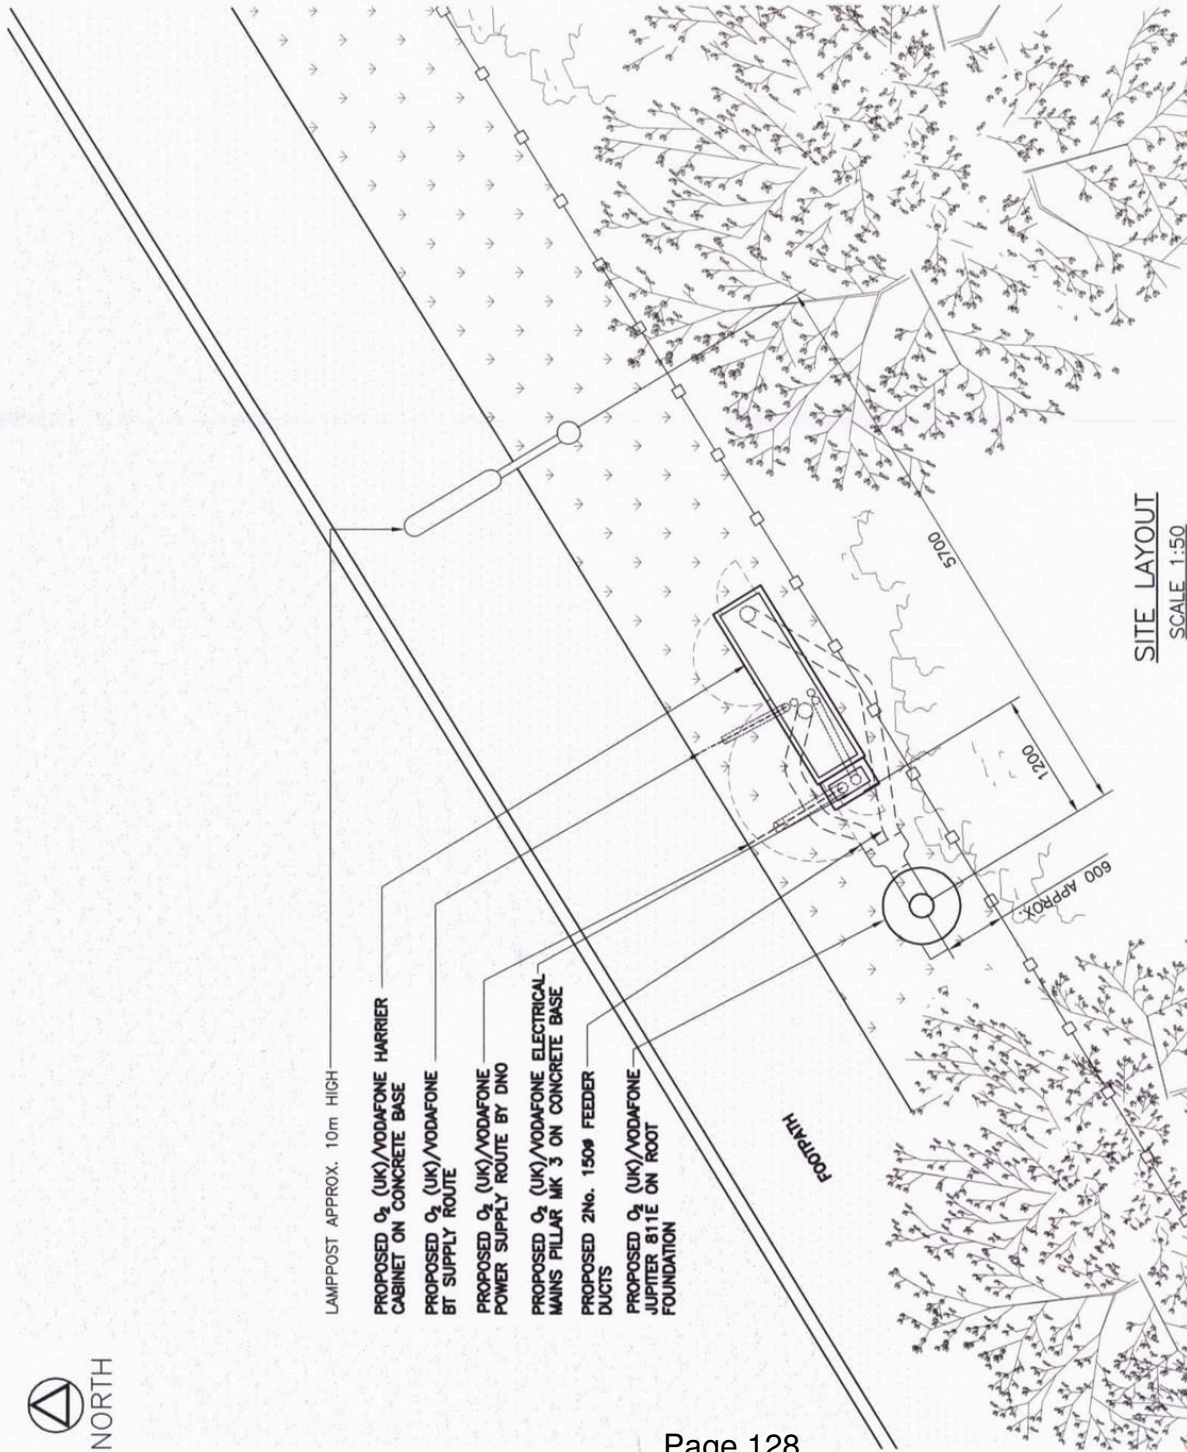 NORTH
LAMPPOST APPROX. 10m HIGH
PROPOSED O₂ (UK)/VODAFONE HARRIER
CABINET ON CONCRETE BASE
PROPOSED O₂ (UK)/VODAFONE
BT SUPPLY ROUTE
PROPOSED O₂ (UK)/VODAFONE
POWER SUPPLY ROUTE BY DNO
PROPOSED O₂ (UK)/VODAFONE ELECTRICAL
MAINS PILLAR MK 3 ON CONCRETE BASE
PROPOSED 2No. 150ø FEEDER
DUCTS
PROPOSED O₂ (UK)/VODAFONE
JUPITER 811E ON ROOT
FOUNDATION
FOOTPATH
600 APPROX.
1200
5700
SITE LAYOUT
SCALE 1:50
Page 128